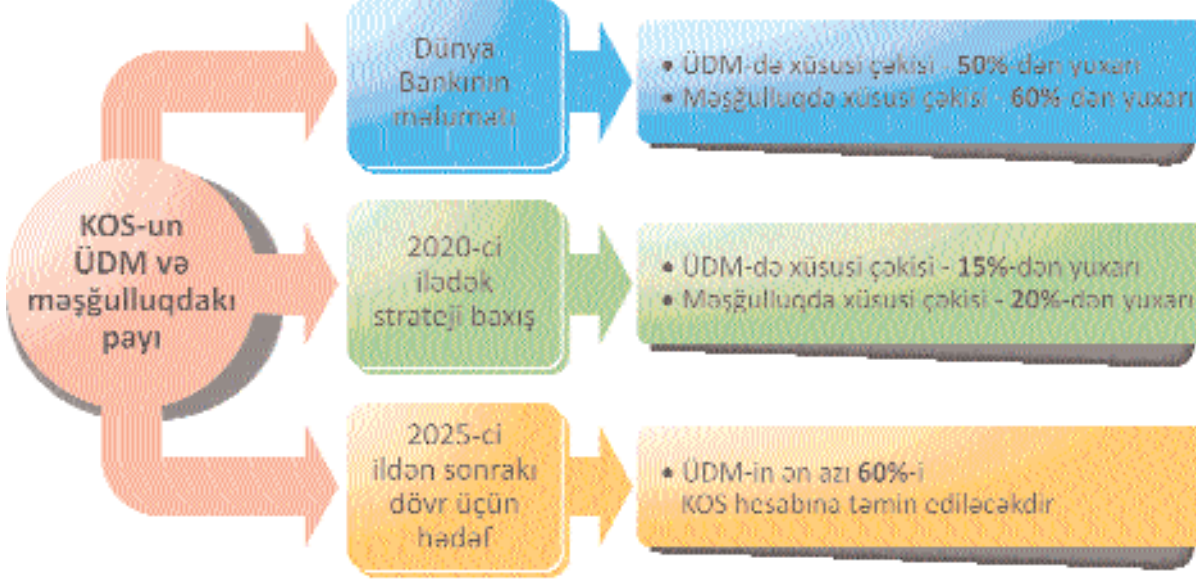 KOS-un
ÜDM və
məşğulluqdakı
payı
Dünya
Bankının
məlumatı
• ÜDM-də xüsusi çəkisi - 50%-dən yuxarı
• Məşğulluqda xüsusi çəkisi - 60%-dən yuxarı
2020-ci
ilədək
strateji baxış
• ÜDM-də xüsusi çəkisi - 15%-dən yuxarı
• Məşğulluqda xüsusi çəkisi - 20%-dən yuxarı
2025-ci
ildən sonrakı
dövr üçün
hədəf
• ÜDM-in ən azı 60%-i
KOS hesabına təmin ediləcəkdir